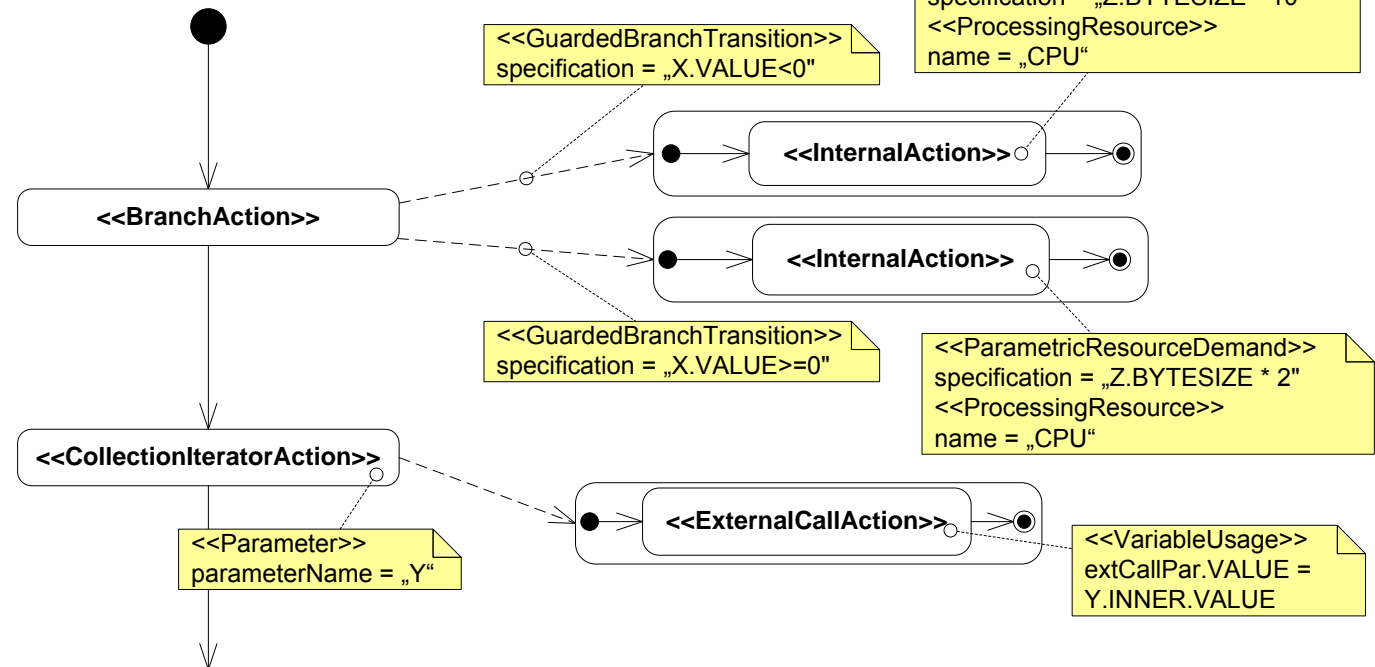 <<ProcessingResource>>
name = „CPU“
<<GuardedBranchTransition>>
specification = „X.VALUE<0"
<<InternalAction>>
<<BranchAction>>
<<InternalAction>>
<<GuardedBranchTransition>>
specification = „X.VALUE>=0"
<<ParametricResourceDemand>>
specification = „Z.BYTESIZE * 2"
<<ProcessingResource>>
name = „CPU“
<<CollectionIteratorAction>>
<<ExternalCallAction>>
<<Parameter>>
parameterName = „Y“
<<VariableUsage>>
extCallPar.VALUE =
Y.INNER.VALUE